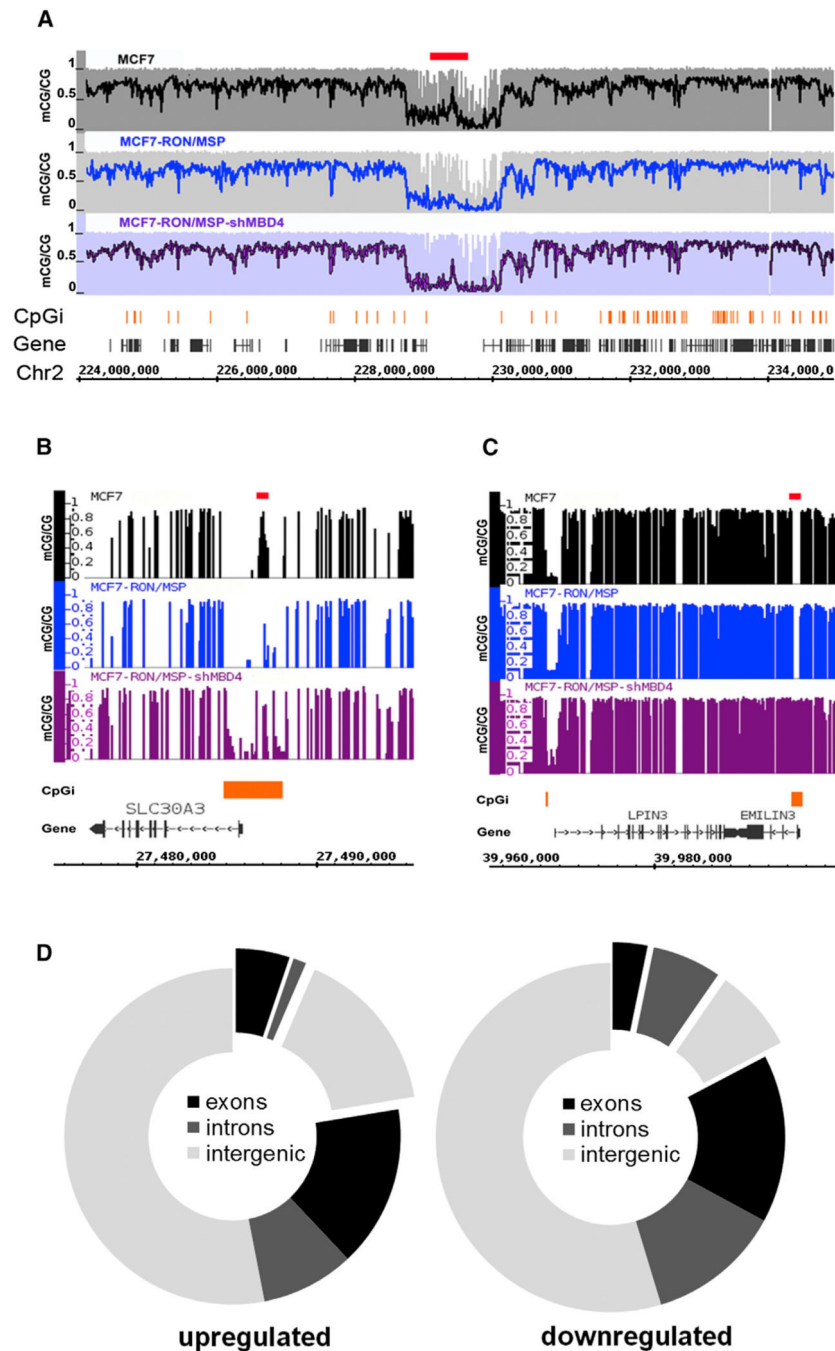 A
MCF7
mCG/CG
1
0.5
0
MCF7-RON/MSP
mCG/CG
1
0.5
0
MCF7-RON/MSP-shMBD4
mCG/CG
1
0.5
0
CpGi
Gene
Chr2
224,000,000 226,000,000 228,000,000 230,000,000 232,000,000 234,000,0
B
MCF7
mCG/CG
1
0.8
0.6
0.4
0.2
0
MCF7-RON/MSP
mCG/CG
1
0.8
0.6
0.4
0.2
0
MCF7-RON/MSP-shMBD4
mCG/CG
1
0.8
0.6
0.4
0.2
0
CpGi
SLC30A3
Gene
27,480,000 27,490,000
C
MCF7
mCG/CG
1
0.8
0.6
0.4
0.2
0
MCF7-RON/MSP
mCG/CG
1
0.8
0.6
0.4
0.2
0
MCF7-RON/MSP-shMBD4
mCG/CG
1
0.8
0.6
0.4
0.2
0
CpGi
LPIN3 EMILIN3
Gene
39,960,000 39,980,000
D
exons
introns
intergenic
upregulated
exons
introns
intergenic
downregulated